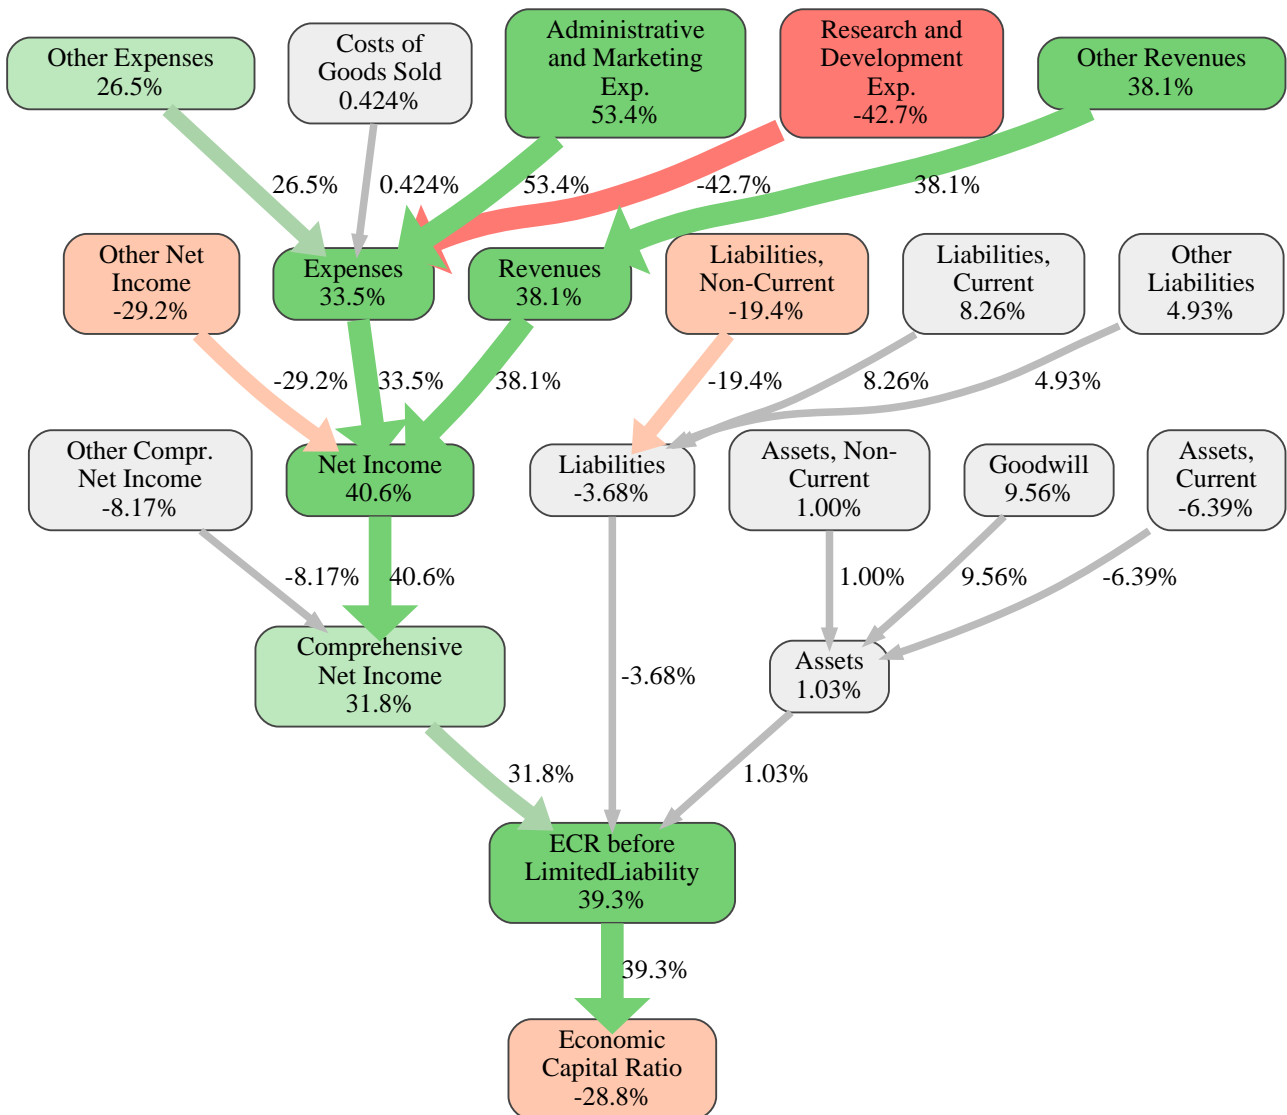 Other Expenses
26.5%
Costs of
Goods Sold
0.424%
Administrative
and Marketing
Exp.
53.4%
Research and
Development
Exp.
-42.7%
Other Revenues
38.1%
26.5%
0.424%
53.4%
-42.7%
38.1%
Other Net
Income
-29.2%
Expenses
33.5%
Revenues
38.1%
Liabilities,
Non-Current
-19.4%
Liabilities,
Current
8.26%
Other
Liabilities
4.93%
-29.2%
33.5%
38.1%
-19.4%
8.26%
4.93%
Other Compr.
Net Income
-8.17%
Net Income
40.6%
Liabilities
-3.68%
Assets, Non-
Current
1.00%
Goodwill
9.56%
Assets,
Current
-6.39%
-8.17%
40.6%
1.00%
9.56%
-6.39%
Comprehensive
Net Income
31.8%
-3.68%
Assets
1.03%
31.8%
1.03%
ECR before
LimitedLiability
39.3%
39.3%
Economic
Capital Ratio
-28.8%